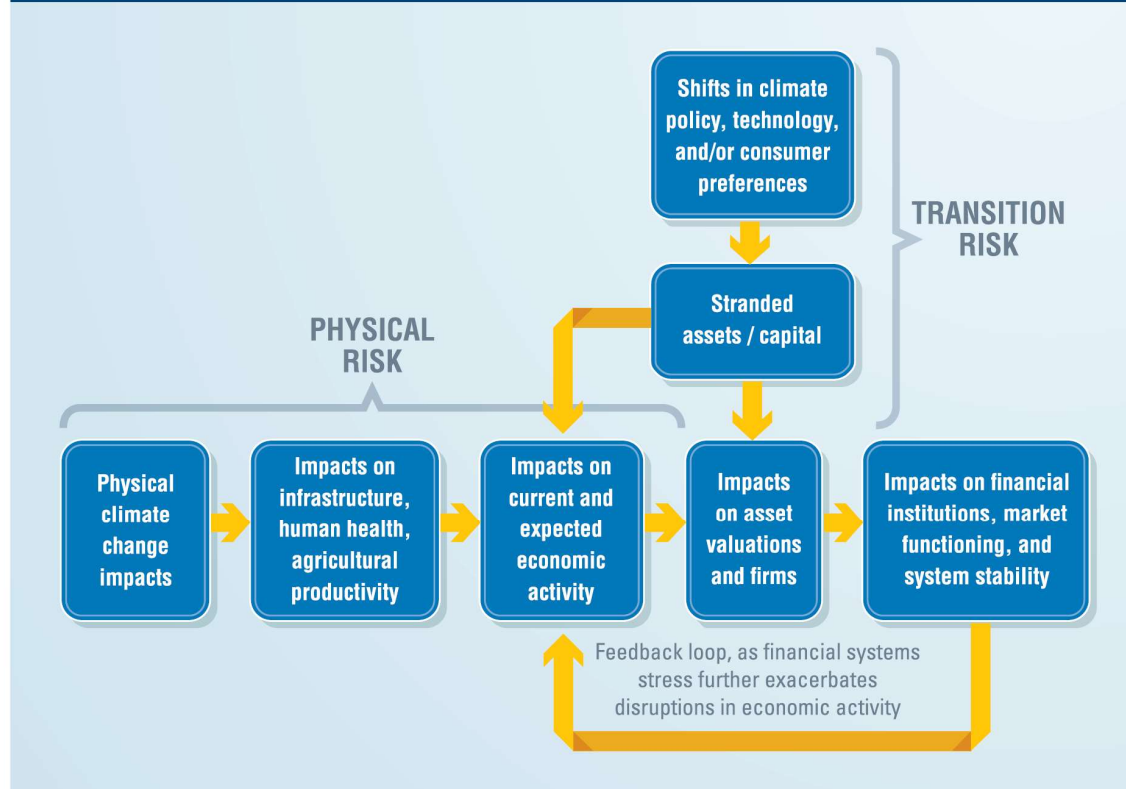 Shifts in climate
policy, technology,
and/or consumer
preferences
TRANSITION
RISK
Stranded
assets / capital
PHYSICAL
RISK
Physical
climate
change
impacts
Impacts on
infrastructure,
human health,
agricultural
productivity
Impacts on
current and
expected
economic
activity
Impacts
on asset
valuations
and firms
Impacts on financial
institutions, market
functioning, and
system stability
Feedback loop, as financial systems
stress further exacerbates
disruptions in economic activity